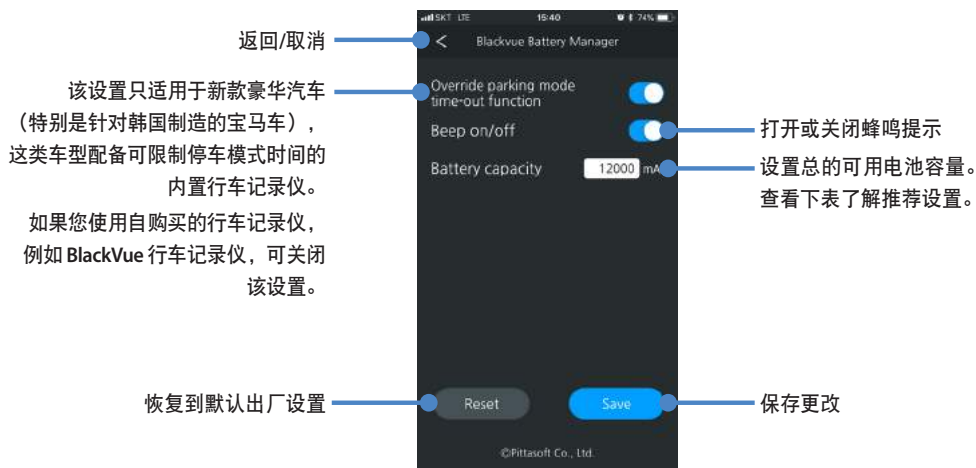 返回/取消
该设置只适用于新款豪华汽车
（特别是针对韩国制造的宝马车），
这类车型配备可限制停车模式时间的
内置行车记录仪。
如果您使用自购买的行车记录仪，
例如 BlackVue 行车记录仪，可关闭
该设置。
恢复到默认出厂设置
SKT LTE 15:40 74%
< Blackvue Battery Manager
Override parking mode
time-out function
Beep on/off
Battery capacity 12000 mA
Reset Save
©Pittasoft Co., Ltd.
打开或关闭蜂鸣提示
设置总的可用电池容量。
查看下表了解推荐设置。
保存更改